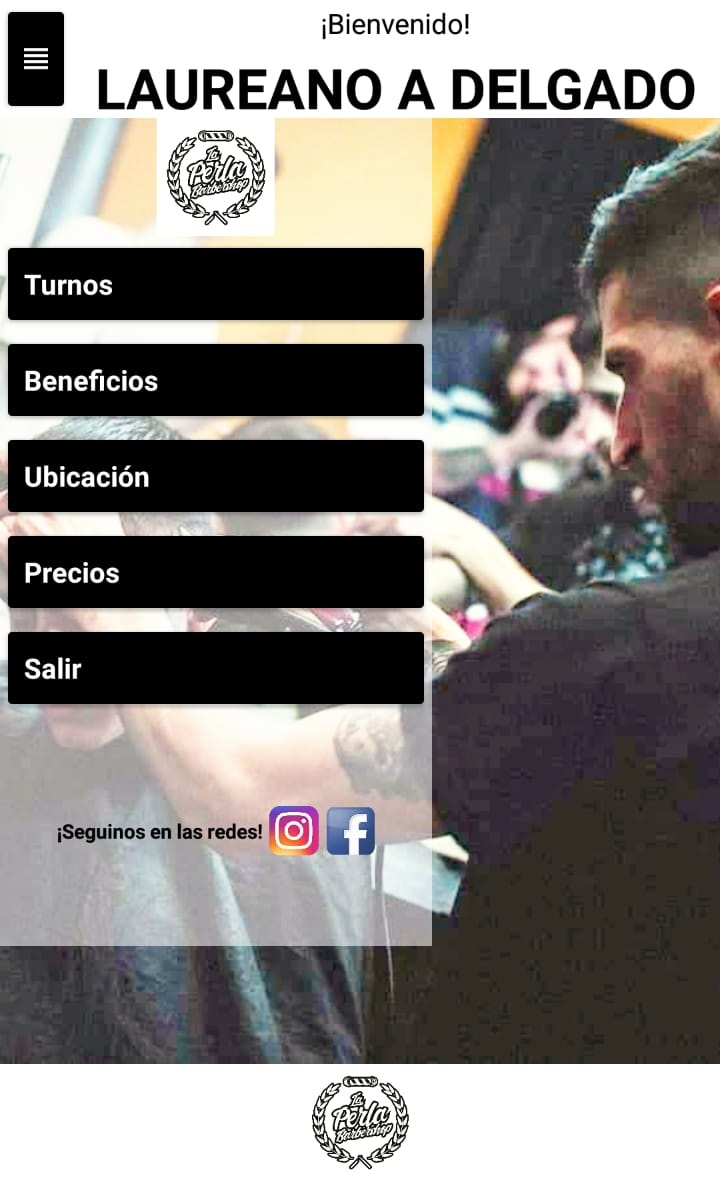 ¡Bienvenido!
LAUREANO A DELGADO
La
Perla
Barbershop
Turnos
Beneficios
Ubicación
Precios
Salir
¡Seguinos en las redes!
La
Perla
Barbershop